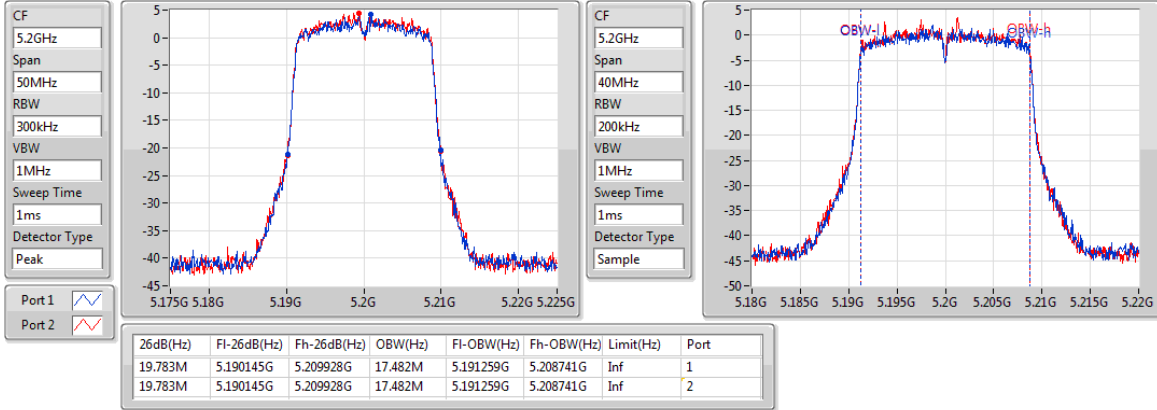 CF
5.2GHz
Span
50MHz
RBW
300kHz
VBW
1MHz
Sweep Time
1ms
Detector Type
Peak
Port 1
Port 2
5
0
-5
-10
-15
-20
-25
-30
-35
-40
-45
5.175G 5.18G 5.19G 5.2G 5.21G 5.22G 5.225G
CF
5.2GHz
Span
40MHz
RBW
200kHz
VBW
1MHz
Sweep Time
1ms
Detector Type
Sample
5
0
-5
-10
-15
-20
-25
-30
-35
-40
-45
-50
OBW-l OBW-h
5.18G 5.185G 5.19G 5.195G 5.2G 5.205G 5.21G 5.215G 5.22G
26dB(Hz) Fl-26dB(Hz) Fh-26dB(Hz) OBW(Hz) Fl-OBW(Hz) Fh-OBW(Hz) Limit(Hz) Port
19.783M 5.190145G 5.209928G 17.482M 5.191259G 5.208741G Inf 1
19.783M 5.190145G 5.209928G 17.482M 5.191259G 5.208741G Inf 2